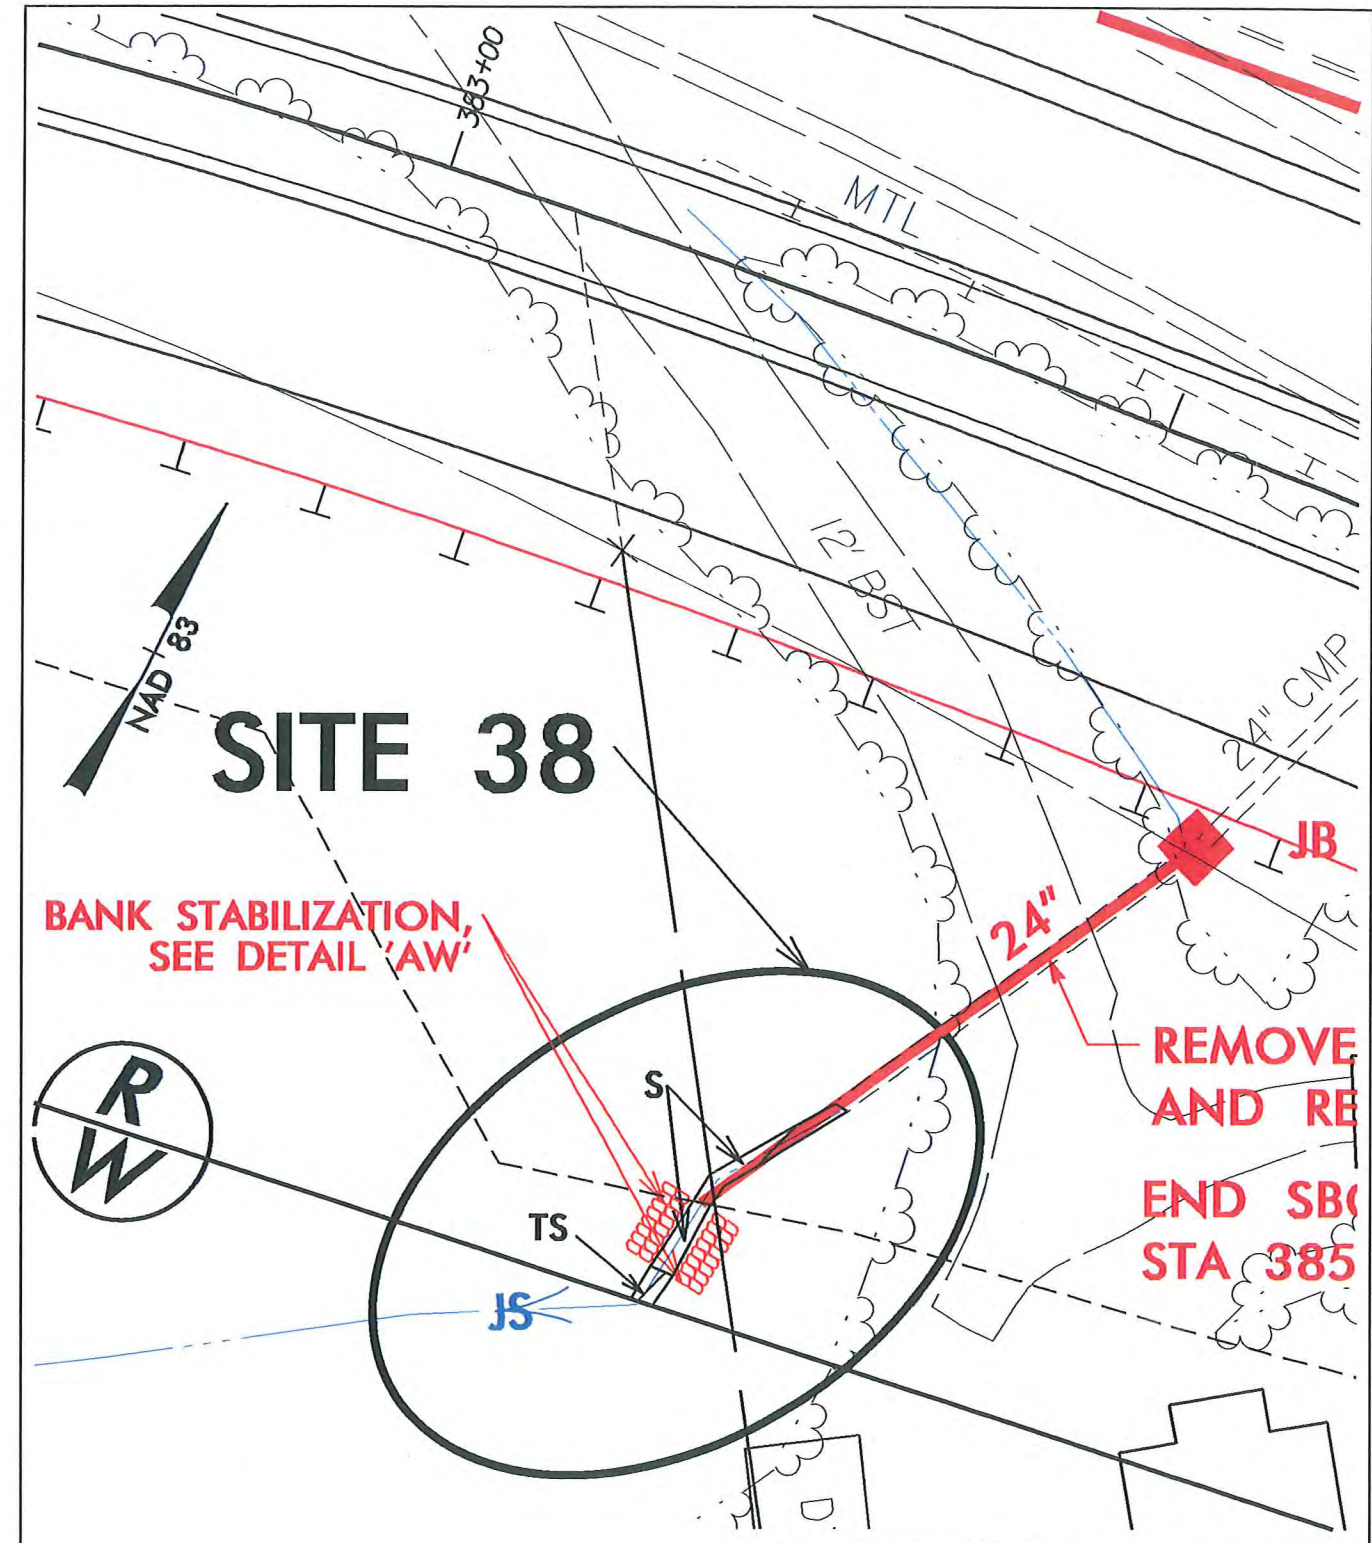 383+00
MTL
12' BST
NAD 83
SITE 38
24" CMP
JB
BANK STABILIZATION,
SEE DETAIL 'AW'
24"
REMOVE
AND RE
R
W
S
END SB
STA 385
TS
JS
D